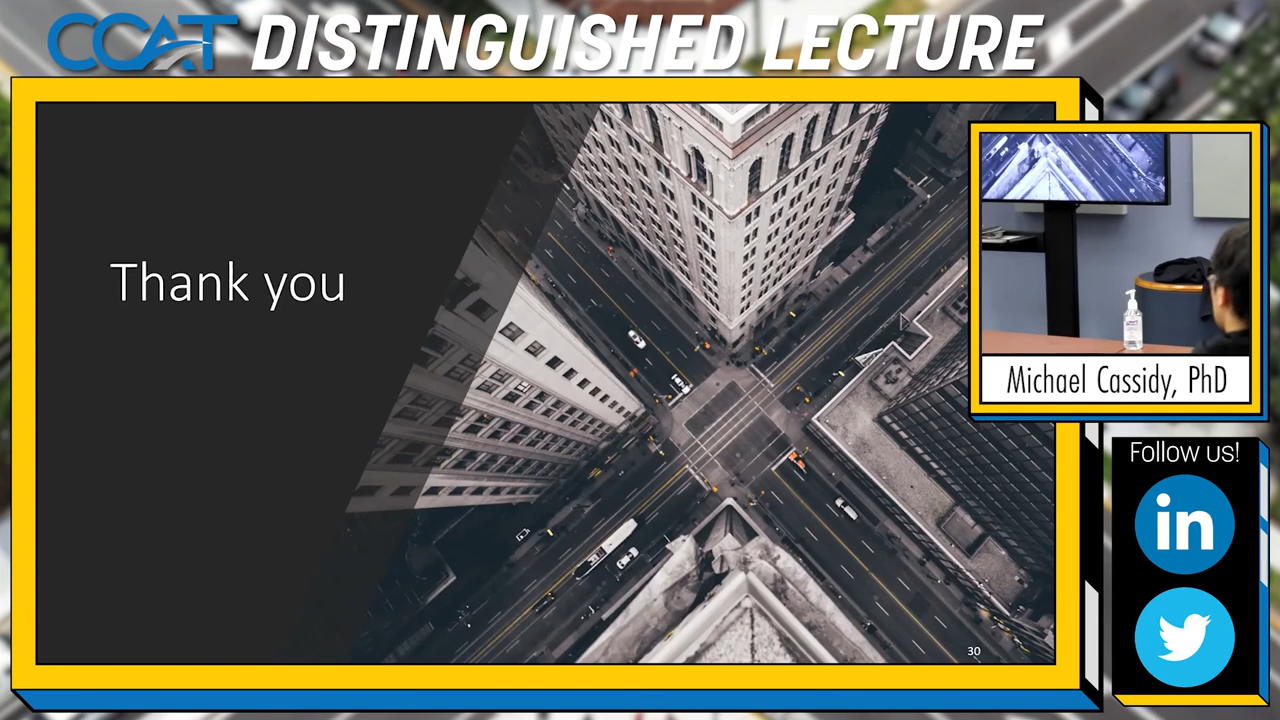 CCAT DISTINGUISHED LECTURE
Thank you
30
Michael Cassidy, PhD
Follow us!
in